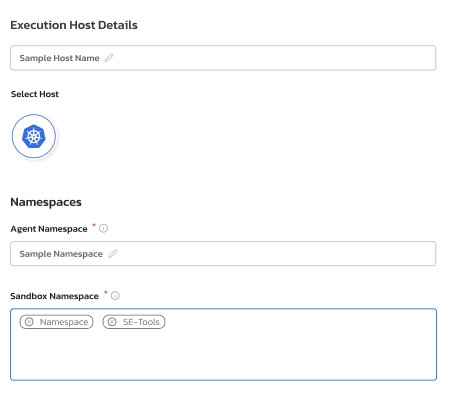 Execution Host Details
Sample Host Name
Select Host
Namespaces
Agent Namespace *
Sample Namespace
Sandbox Namespace *
Namespace SE-Tools